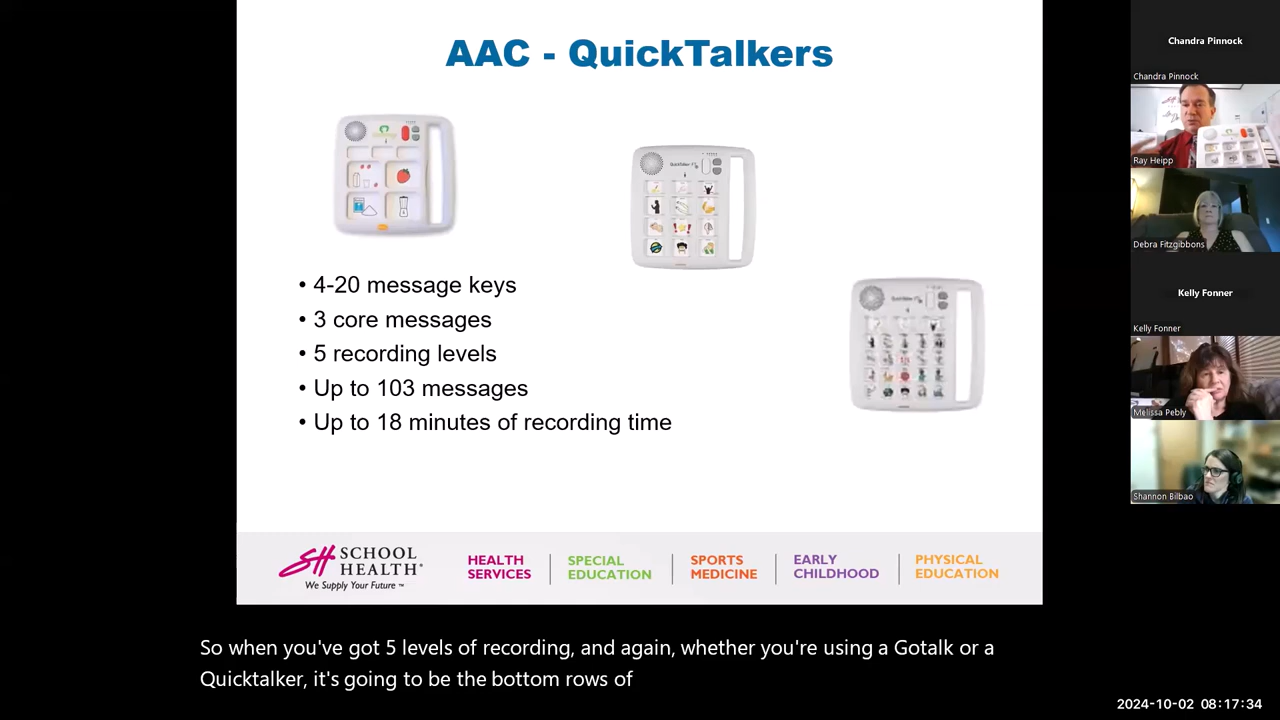 AAC - QuickTalkers
• 4-20 message keys
• 3 core messages
• 5 recording levels
• Up to 103 messages
• Up to 18 minutes of recording time
SH SCHOOL HEALTH®
We Supply Your Future ™
HEALTH SERVICES
SPECIAL EDUCATION
SPORTS MEDICINE
EARLY CHILDHOOD
PHYSICAL EDUCATION
Chandra Pinnock
Chandra Pinnock
Ray Heipp
Debra Fitzgibbons
Kelly Fonner
Kelly Fonner
Melissa Pebly
Shannon Bilbao
So when you've got 5 levels of recording, and again, whether you're using a Gotalk or a
Quicktalker, it's going to be the bottom rows of
2024-10-02 08:17:34